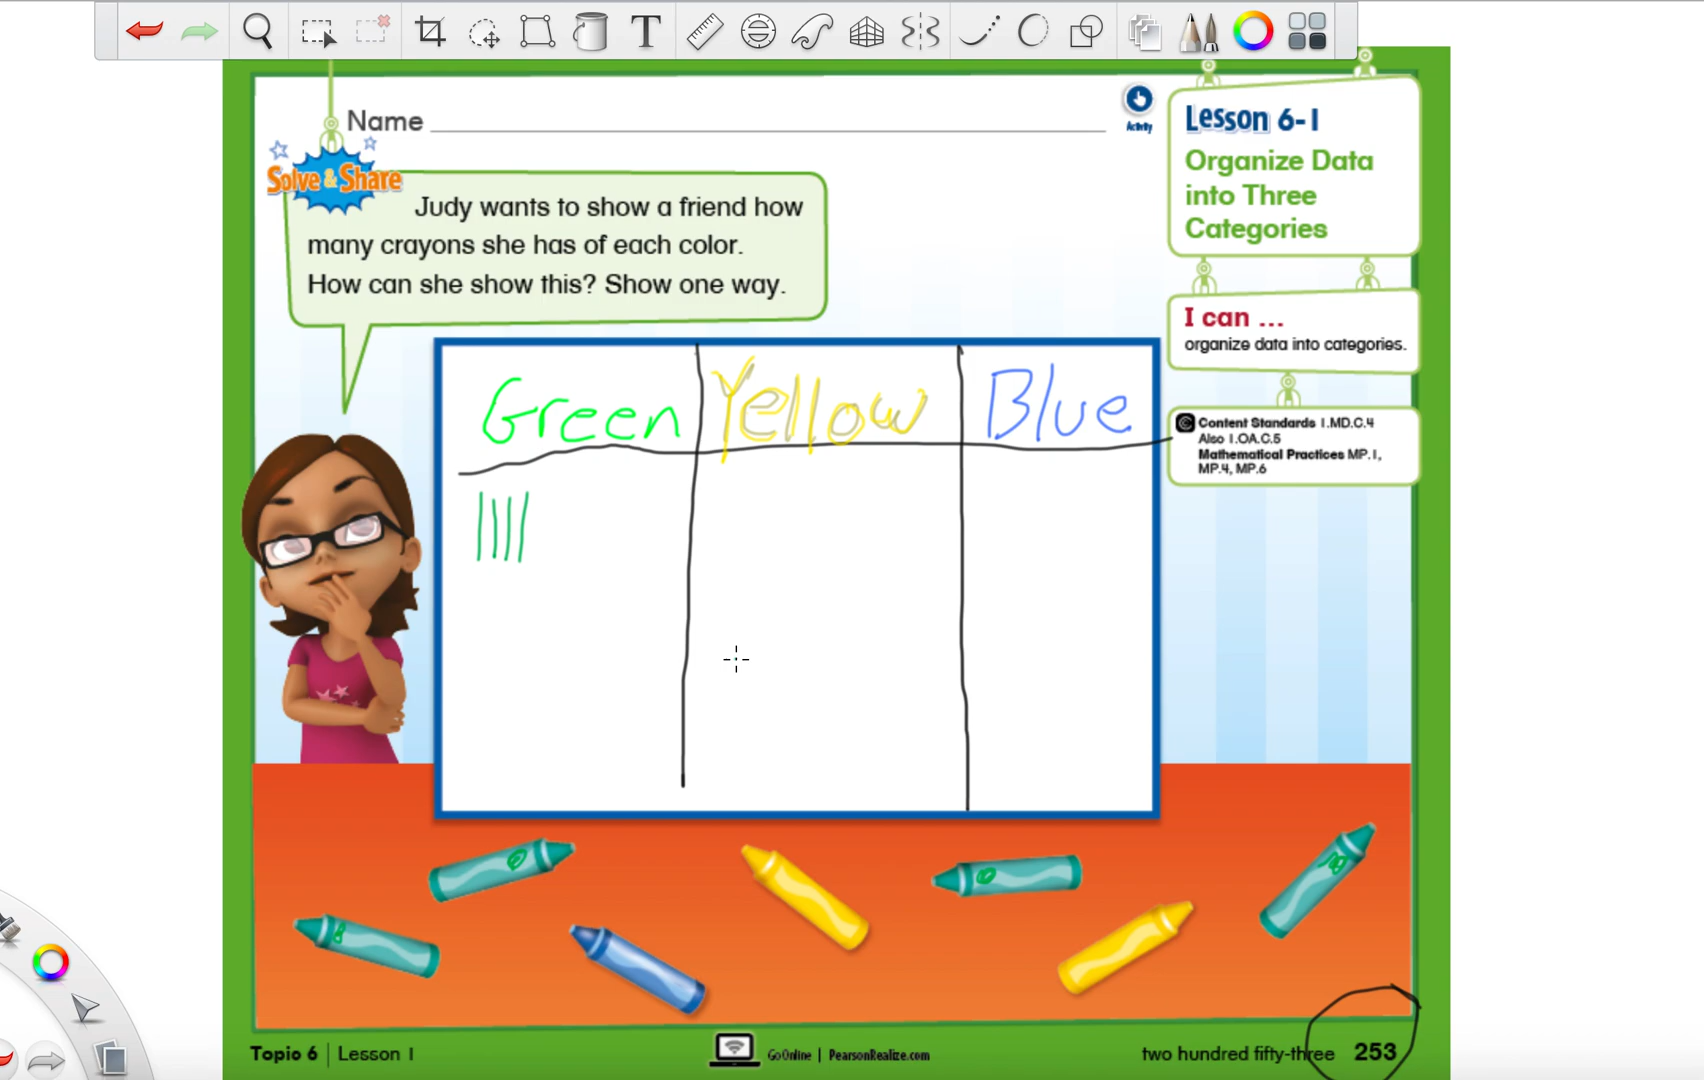 Name
Activity
Lesson 6-1
Organize Data
into Three
Categories
Solve & Share
Judy wants to show a friend how
many crayons she has of each color.
How can she show this? Show one way.
I can ...
organize data into categories.
Content Standards 1.MD.C.4
Also 1.OA.C.5
Mathematical Practices MP.1,
MP.4, MP.6
Green Yellow Blue
Topic 6 | Lesson 1
Go Online | PearsonRealize.com
two hundred fifty-three 253